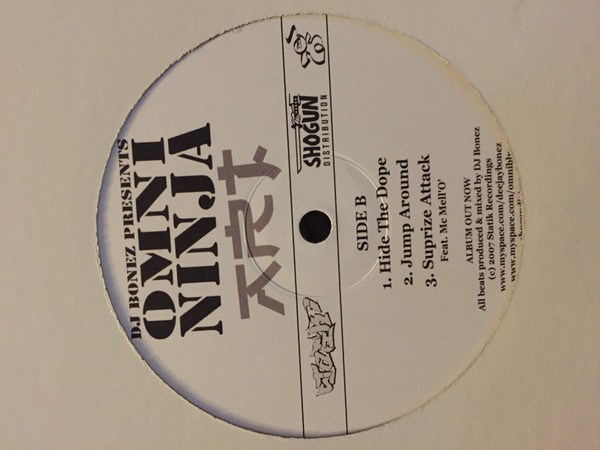 DJ BONEZ PRESENTS
OMNI
NINJA
ART
SHOGUN
DISTRIBUTION
SIDE B
1. Hide The Dope
2. Jump Around
3. Suprize Attack
Feat. Mc Mell'O'
ALBUM OUT NOW
All beats produced & mixed by DJ Bonez
(c) 2007 Statik Recordings
www.myspace.com/deejaybonez